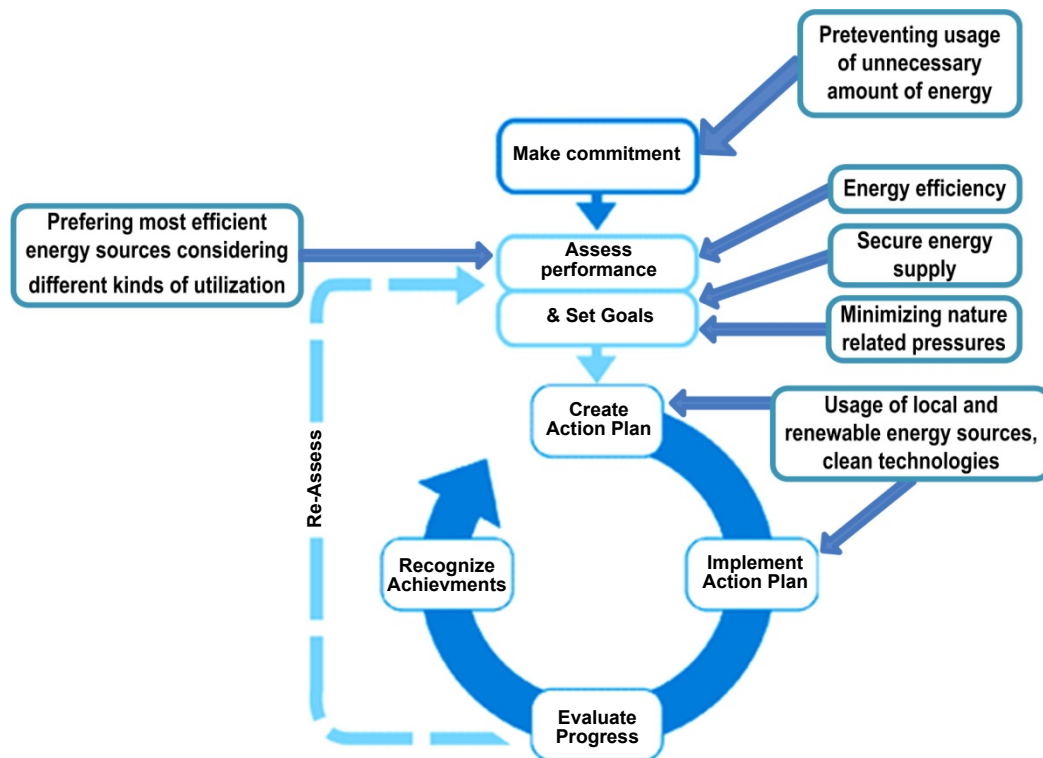 Preteventing usage
of unnecessary
amount of energy
Make commitment
Energy efficiency
Prefering most efficient
energy sources considering
different kinds of utilization
Assess
performance
Secure energy
supply
& Set Goals
Minimizing nature
related pressures
Create
Action Plan
Usage of local and
renewable energy sources,
clean technologies
Re-Assess
Recognize
Achievments
Implement
Action Plan
Evaluate
Progress